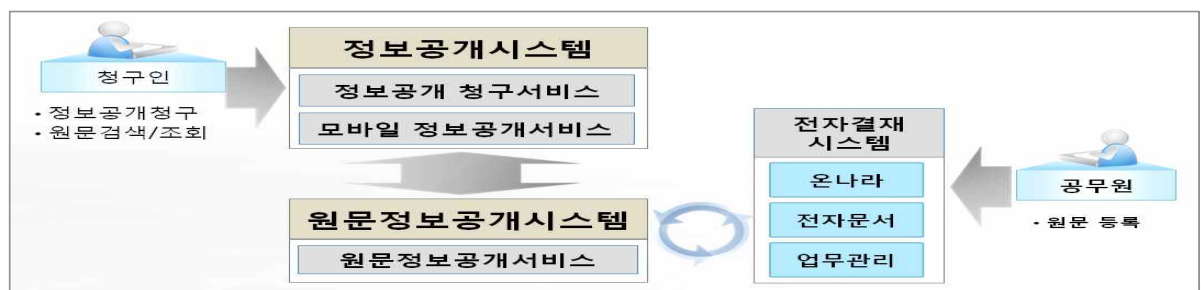 청구인
• 정보공개청구
• 원문검색/조회
정보공개시스템
정보공개 청구서비스
모바일 정보공개서비스
원문정보공개시스템
원문정보공개서비스
전자결재
시스템
온나라
전자문서
업무관리
공무원
• 원문 등록